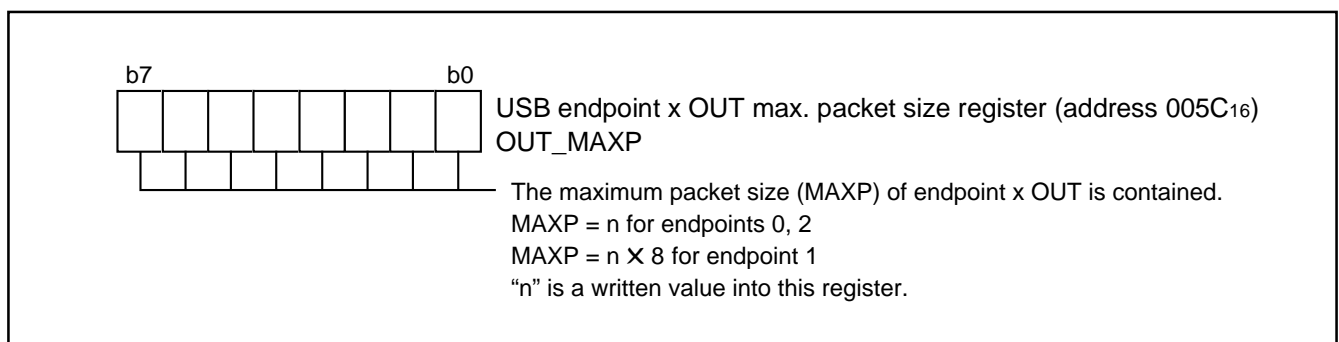 b7 b0
USB endpoint x OUT max. packet size register (address 005C16)
OUT_MAXP
The maximum packet size (MAXP) of endpoint x OUT is contained.
MAXP = n for endpoints 0, 2
MAXP = n ✕ 8 for endpoint 1
“n” is a written value into this register.